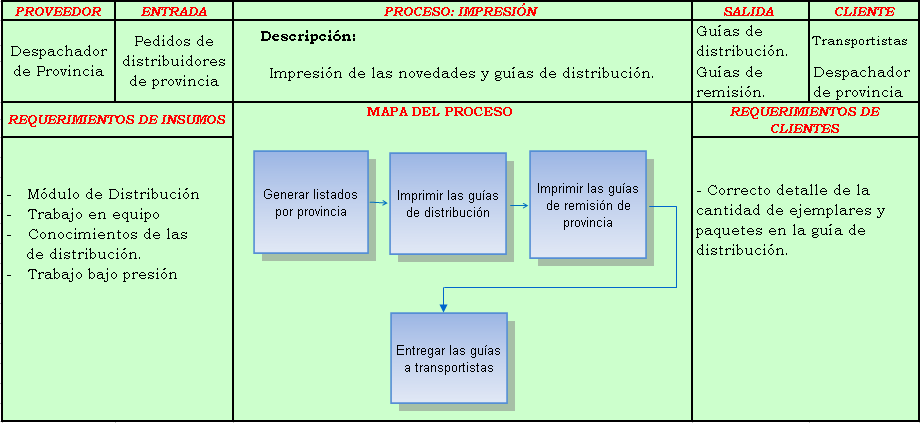 PROVEEDOR
ENTRADA
PROCESO: IMPRESIÓN
SALIDA
CLIENTE
Despachador
de Provincia
Pedidos de
distribuidores
de provincia
Descripción:
Impresión de las novedades y guías de distribución.
Guías de
distribución.
Guías de
remisión.
Transportistas
Despachador
de provincia
REQUERIMIENTOS DE INSUMOS
MAPA DEL PROCESO
REQUERIMIENTOS DE
CLIENTES
- Módulo de Distribución
- Trabajo en equipo
- Conocimientos de las
de distribución.
- Trabajo bajo presión
Generar listados
por provincia
Imprimir las guías
de distribución
Imprimir las guías
de remisión de
provincia
Entregar las guías
a transportistas
- Correcto detalle de la
cantidad de ejemplares y
paquetes en la guía de
distribución.